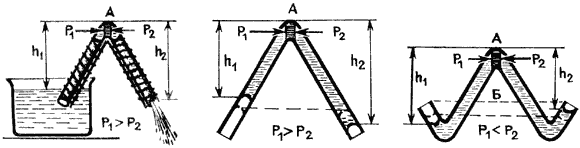 A
P₁ P₂
h₁
h₂
P₁ > P₂
A
P₁ P₂
h₁
h₂
P₁ > P₂
A
P₁ P₂
h₁
h₂
Б
P₁ < P₂